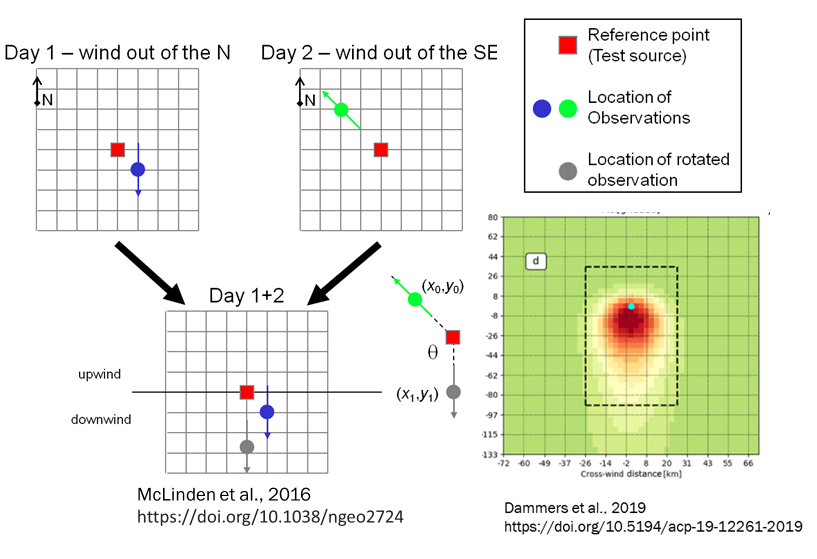 Day 1 – wind out of the N
Day 2 – wind out of the SE
N
N
Reference point
(Test source)
Location of
Observations
Location of rotated
observation
Day 1+2
upwind
downwind
(x0,y0)
θ
(x1,y1)
d
80
62
44
26
8
-8
-26
-44
-62
-80
-97
-115
-133
-72 -60 -49 -37 -26 -14 -2 8 20 31 43 55 66
Cross-wind distance [km]
McLinden et al., 2016
https://doi.org/10.1038/ngeo2724
Dammers et al., 2019
https://doi.org/10.5194/acp-19-12261-2019